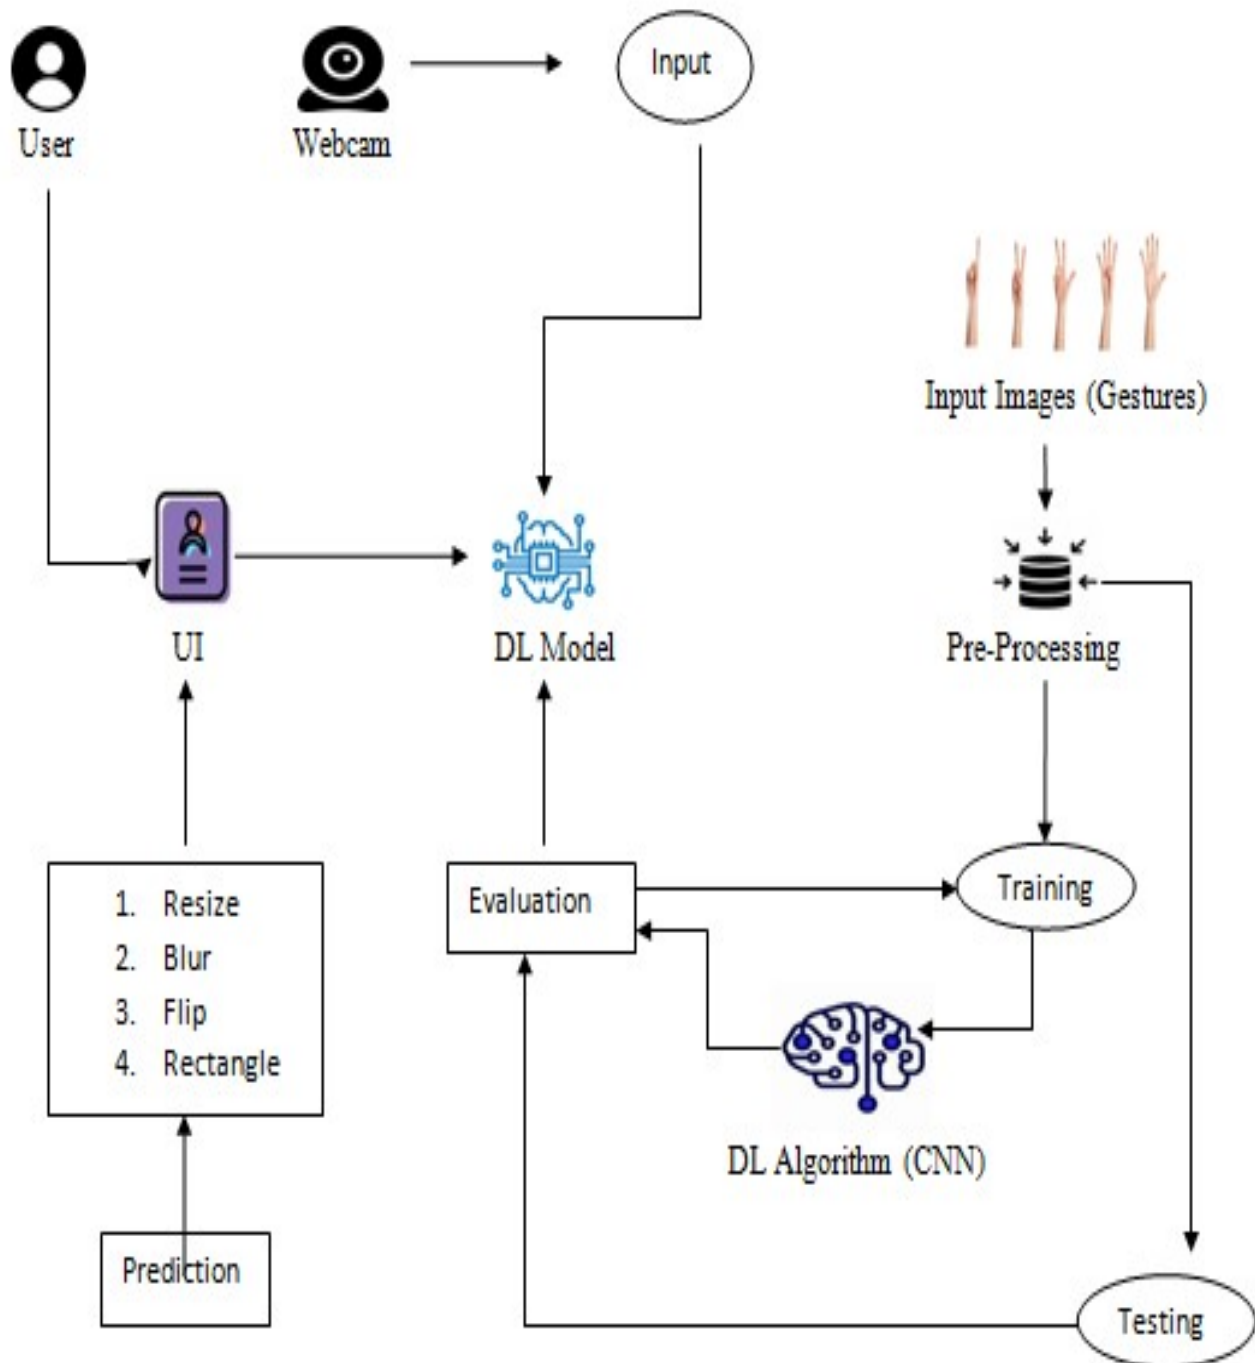 Input
User
Webcam
Input Images (Gestures)
UI
DL Model
Pre-Processing
1. Resize
2. Blur
3. Flip
4. Rectangle
Evaluation
Training
DL Algorithm (CNN)
Prediction
Testing